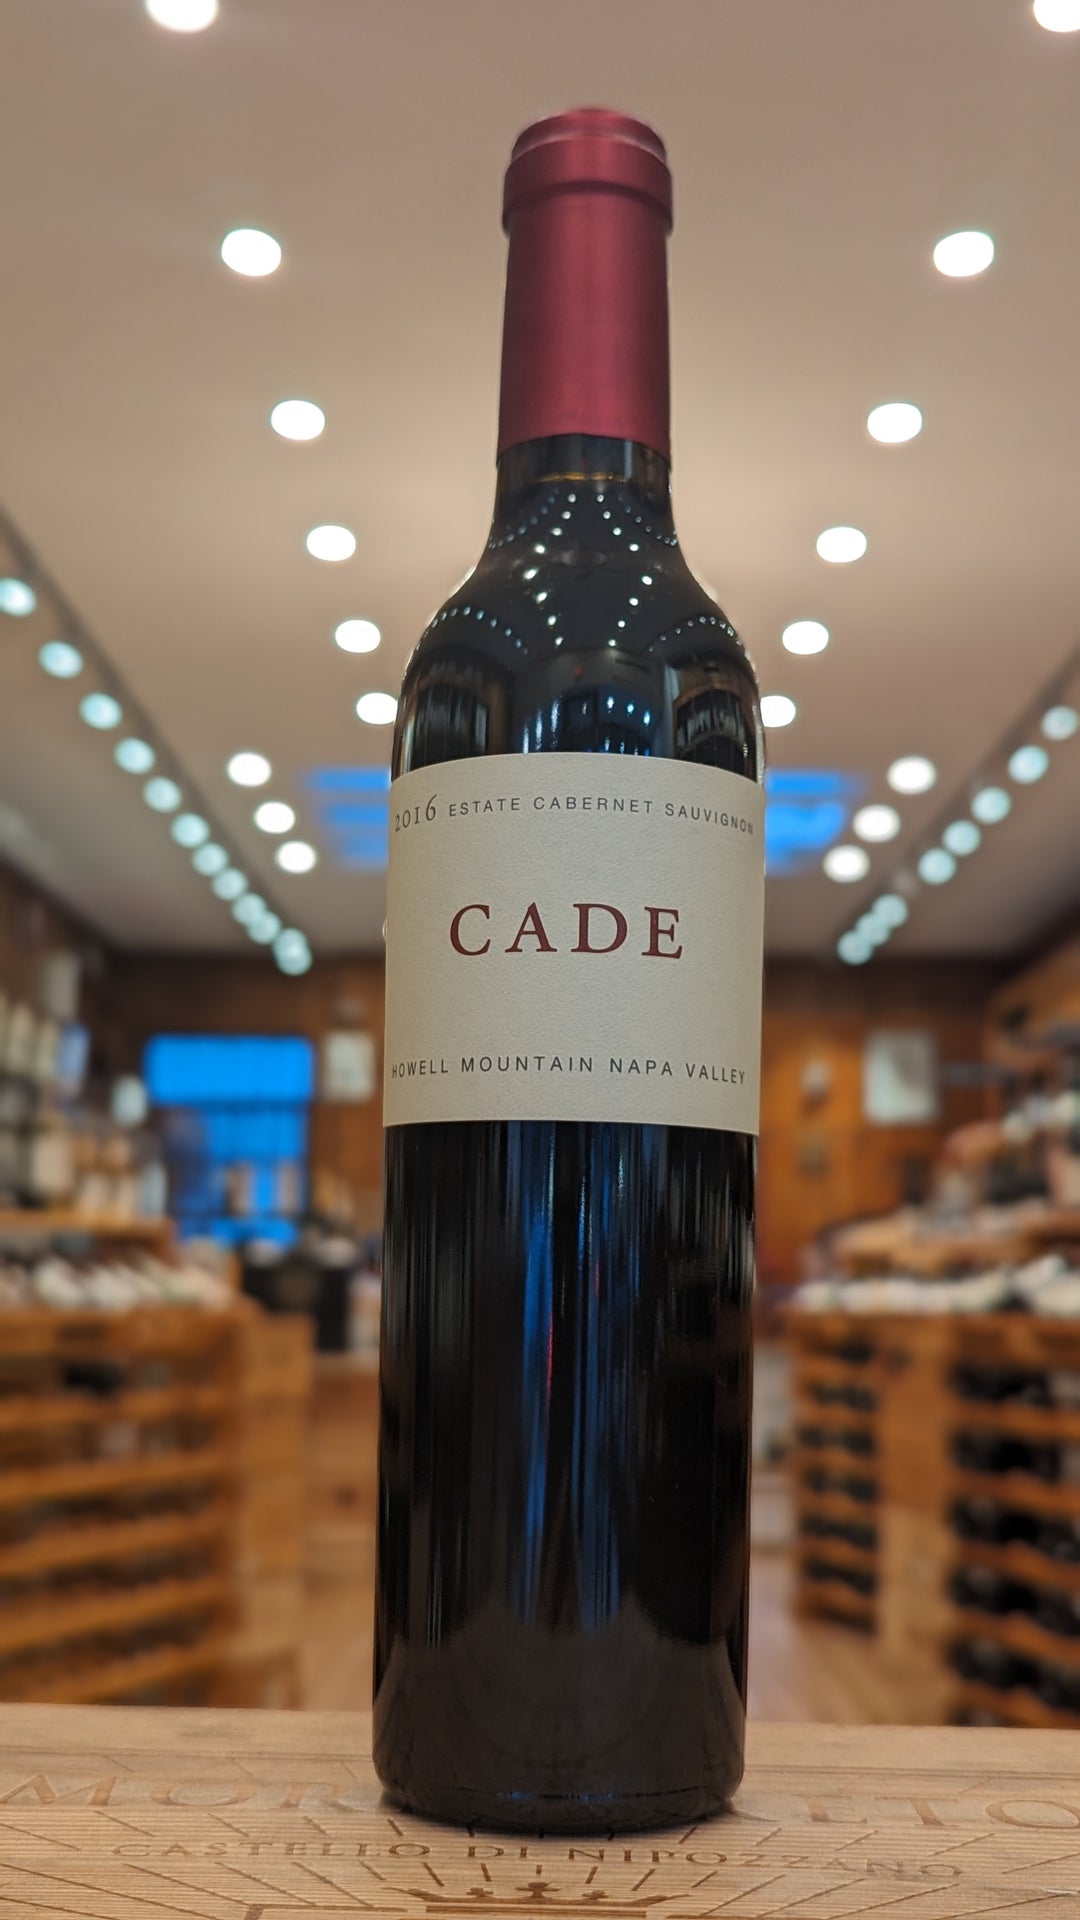 2016 ESTATE CABERNET SAUVIGNON
CADE
HOWELL MOUNTAIN NAPA VALLEY
CASTELLO DI NIPOZZANO